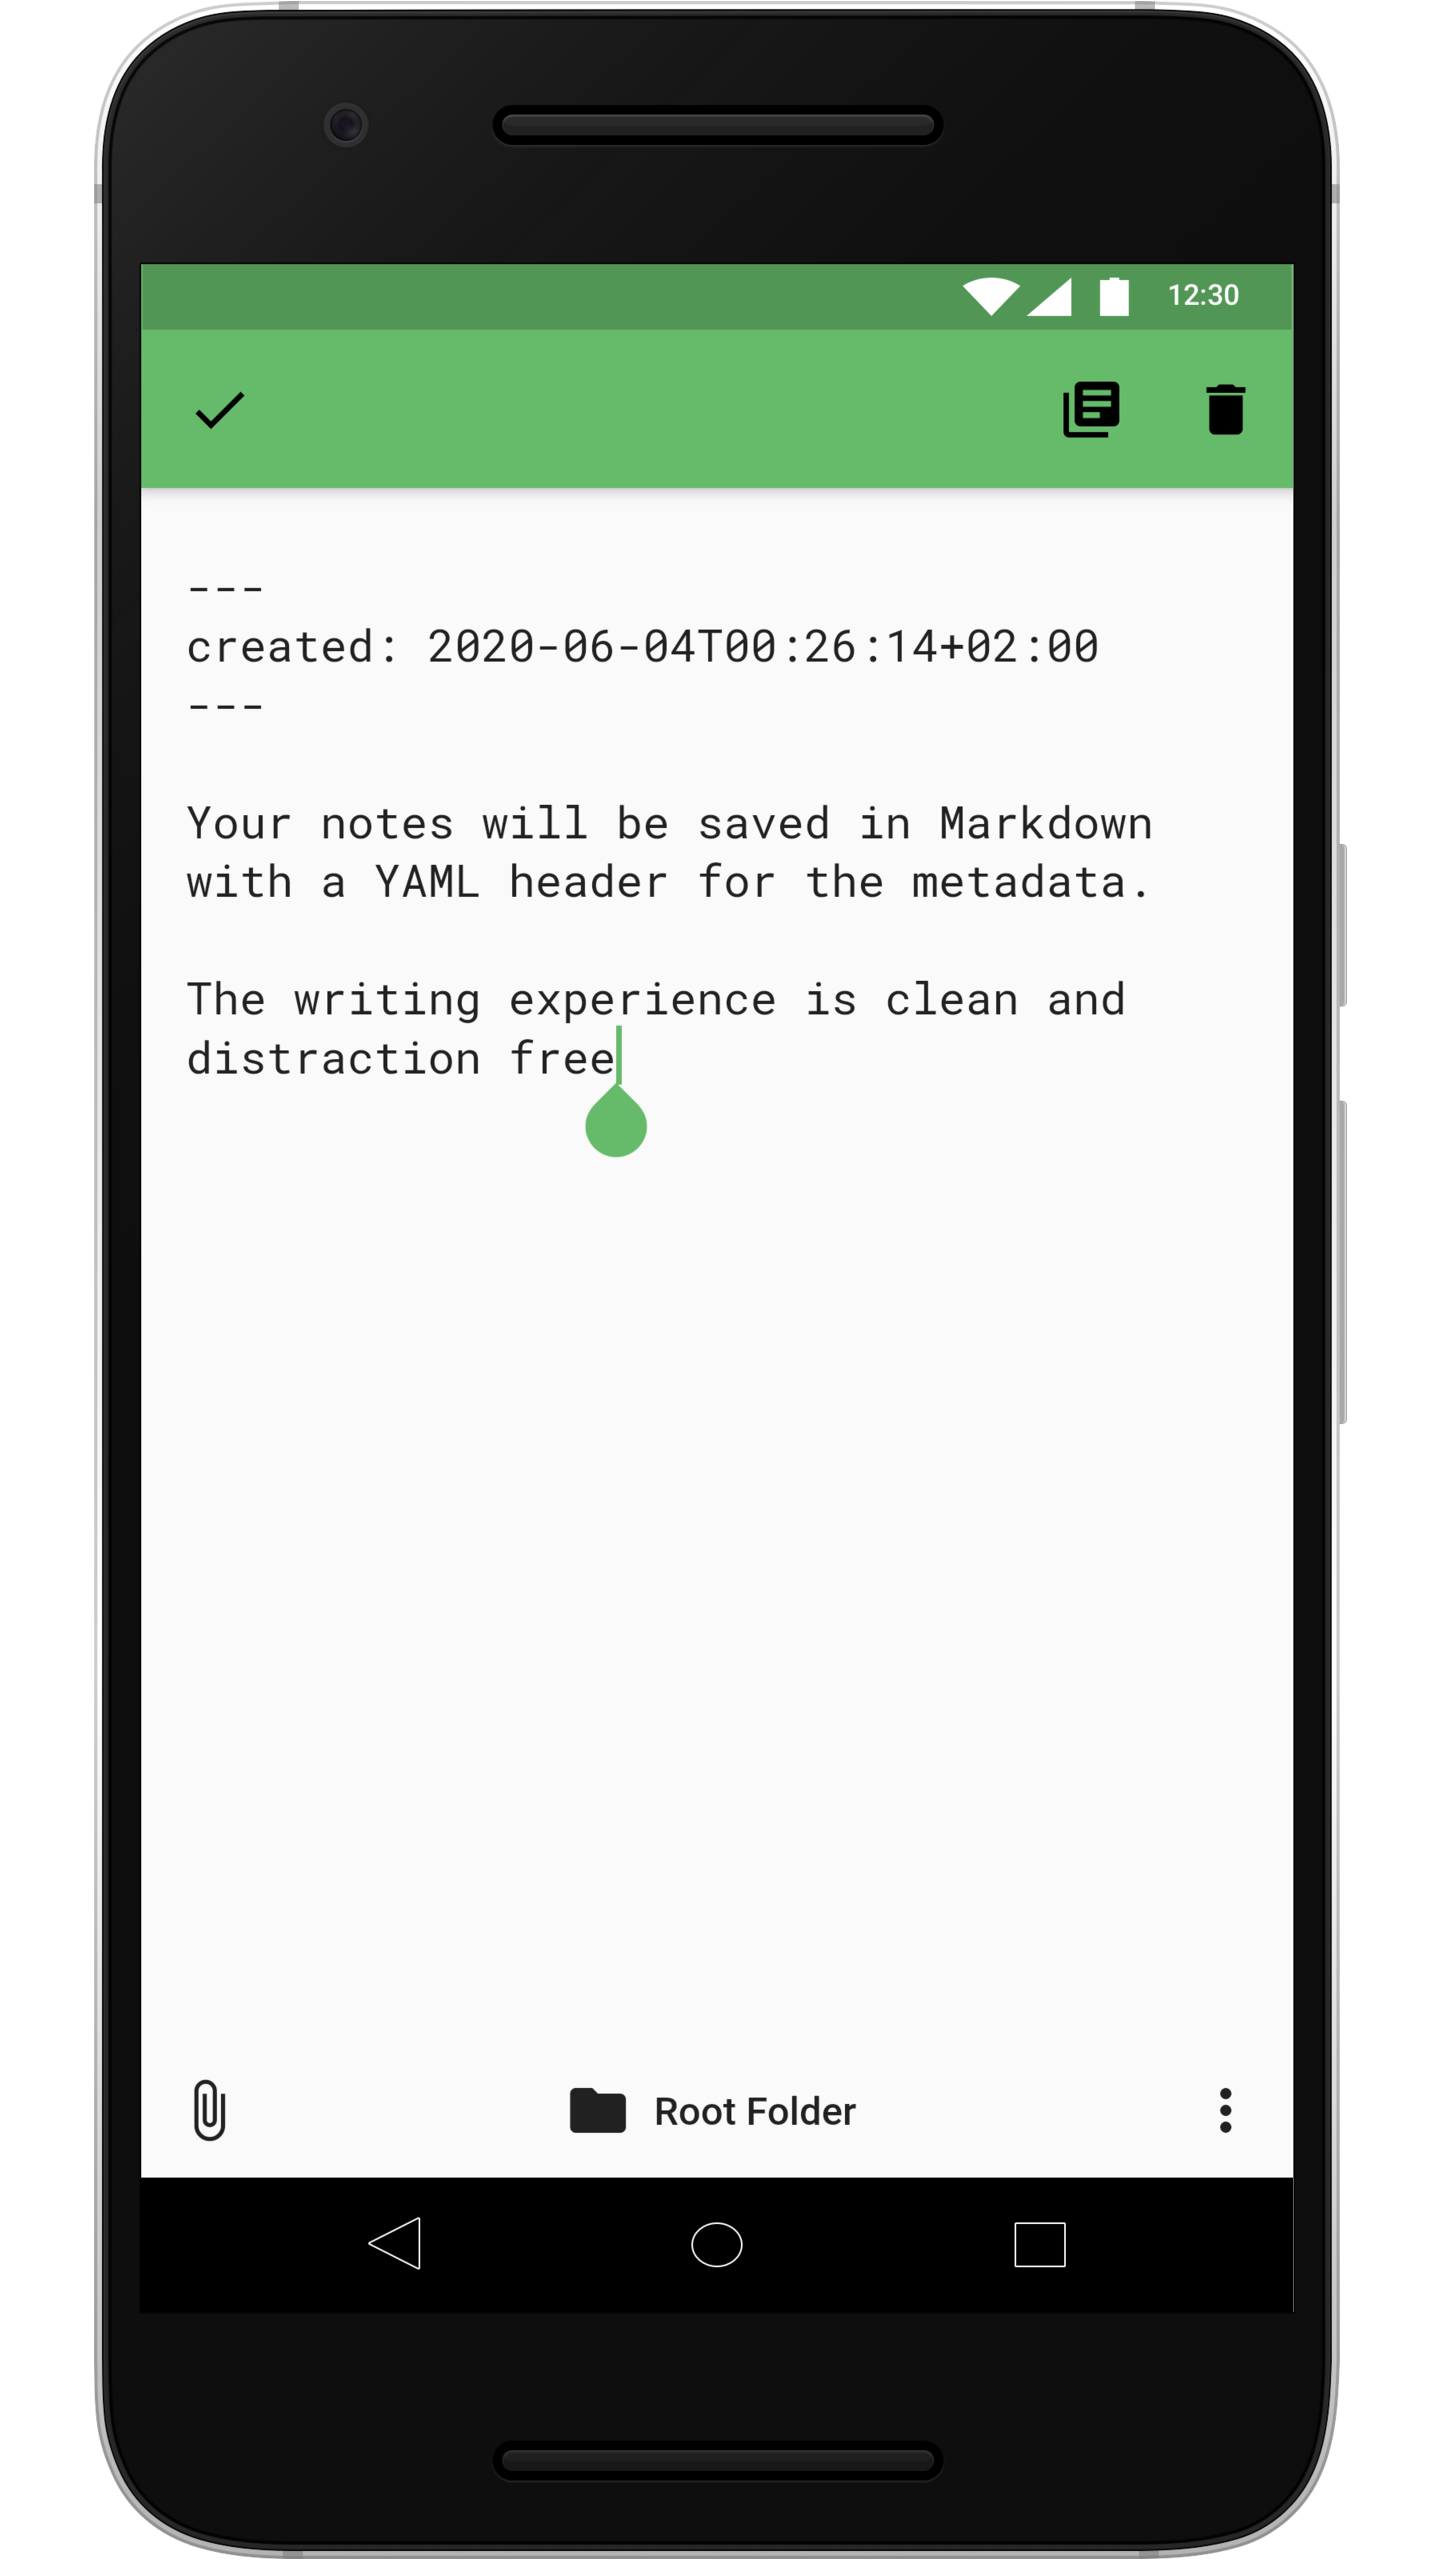 12:30
---
created: 2020-06-04T00:26:14+02:00
---
Your notes will be saved in Markdown
with a YAML header for the metadata.
The writing experience is clean and
distraction free
Root Folder